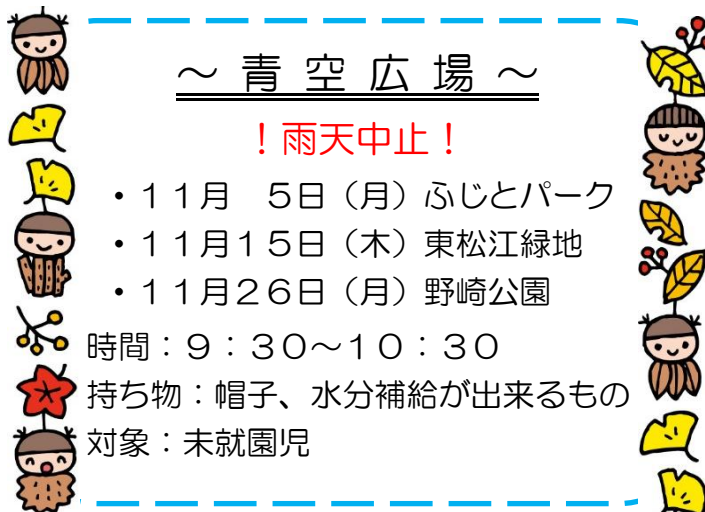 ～ 青 空 広 場 ～
！雨天中止！
・１１月　５日（月）ふじとパーク
・１１月１５日（木）東松江緑地
・１１月２６日（月）野崎公園
時間：９：３０～１０：３０
持ち物：帽子、水分補給が出来るもの
対象：未就園児